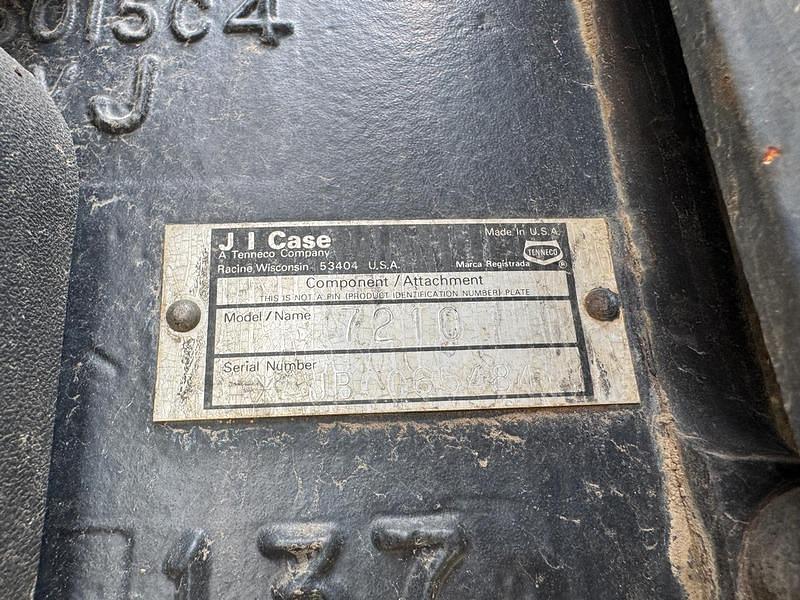 J
J I Case
Made In U.S.A.
A Tenneco Company
TENNECO
Racine Wisconsin 53404 U.S.A.
Marca Registrada ®
Component/Attachment
THIS IS NOT A PIN (PRODUCT IDENTIFICATION NUMBER) PLATE
Model/Name 7210
Serial Number
137